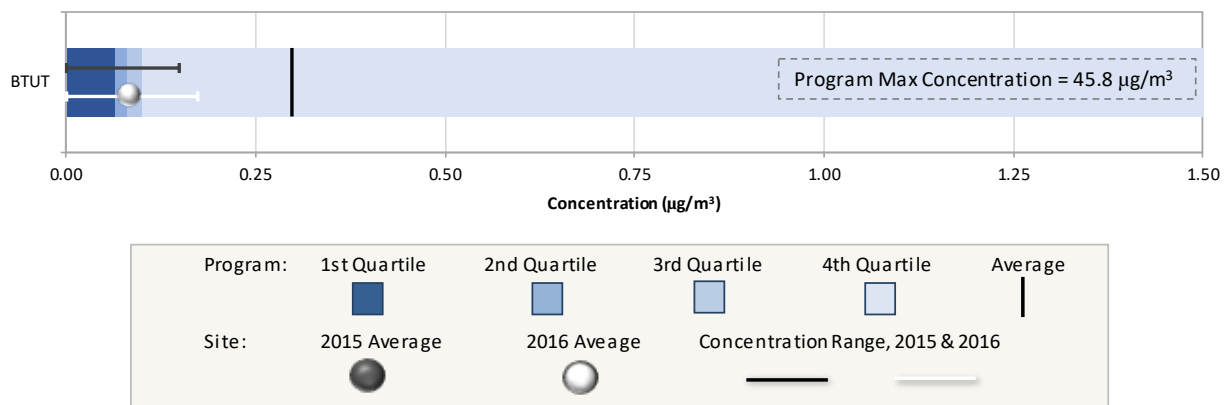 BTUT
Program Max Concentration = 45.8 µg/m³
0.00 0.25 0.50 0.75 1.00 1.25 1.50
Concentration (µg/m³)
Program: 1st Quartile 2nd Quartile 3rd Quartile 4th Quartile Average
Site: 2015 Average 2016 Aveage Concentration Range, 2015 & 2016